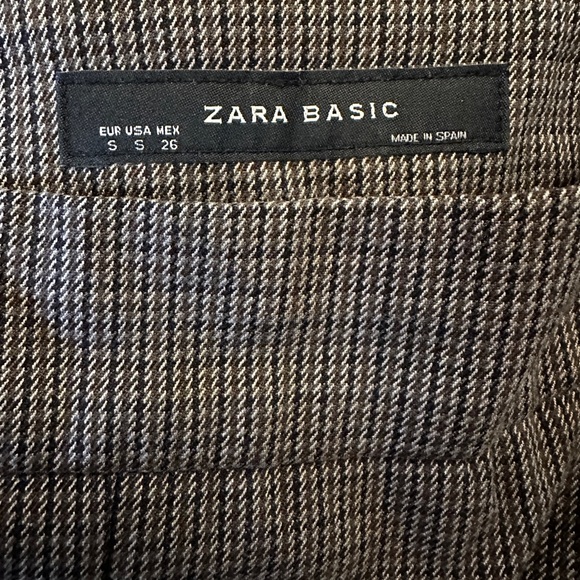 ZARA BASIC
EUR USA MEX
S S 26
MADE IN SPAIN